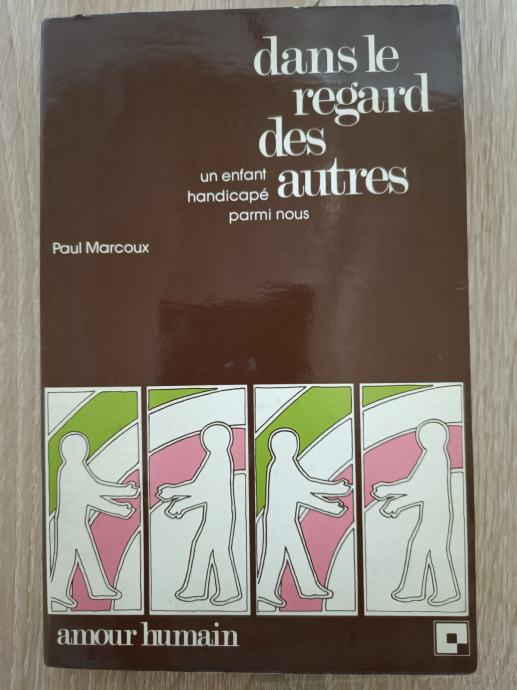 dans le
regard
des
autres
un enfant
handicapé
parmi nous
Paul Marcoux
amour humain